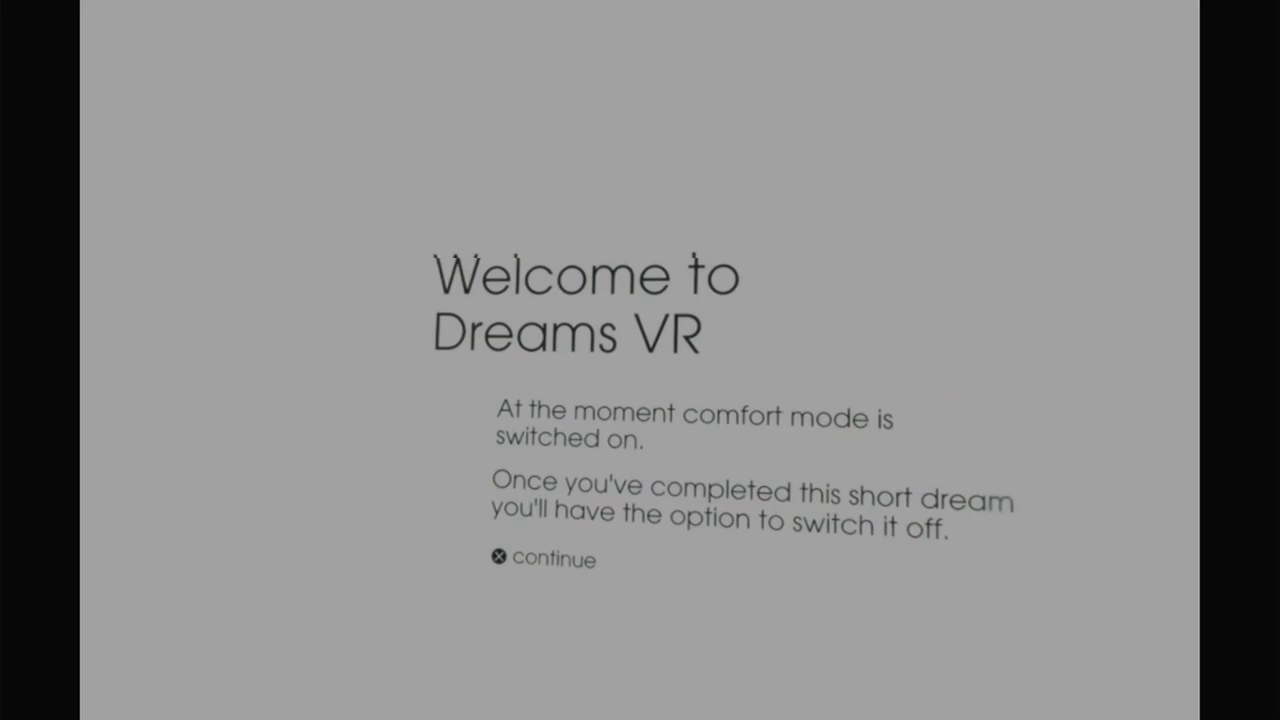 Welcome to
Dreams VR
At the moment comfort mode is
switched on.
Once you've completed this short dream
you'll have the option to switch it off.
continue